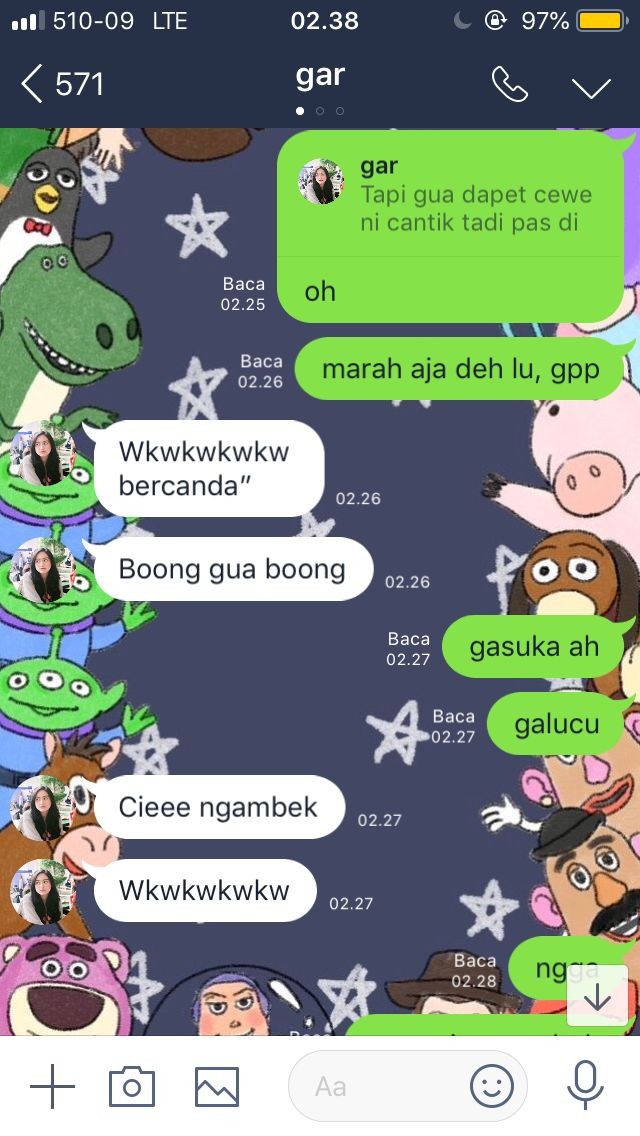 510-09 LTE 02.38 97%
571 gar
gar
Tapi gua dapet cewe
ni cantik tadi pas di
Baca
02.25
oh
Baca
02.26
marah aja deh lu, gpp
Wkwkwkwkw
bercanda”
02.26
Boong gua boong
02.26
Baca
02.27
gasuka ah
Baca
02.27
galucu
Cieee ngambek
02.27
Wkwkwkwkw
02.27
Baca
02.28
ngga
Aa